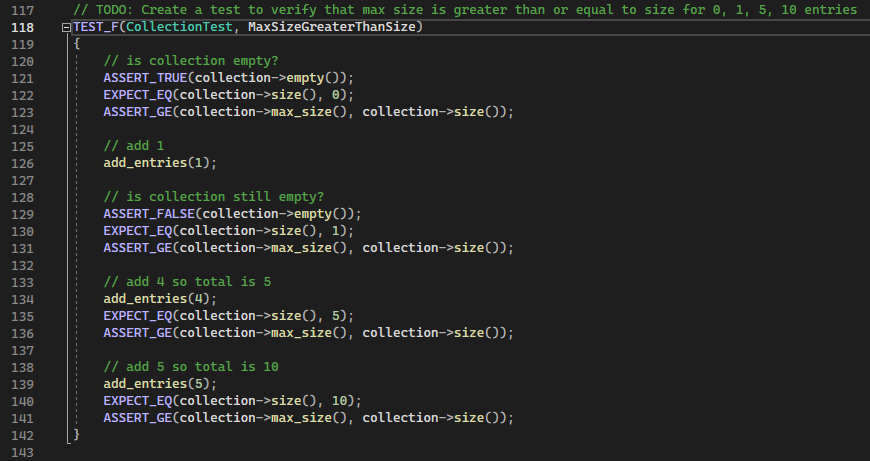 117 // TODO: Create a test to verify that max size is greater than or equal to size for 0, 1, 5, 10 entries
118 TEST_F(CollectionTest, MaxSizeGreaterThanSize)
119 {
120 // is collection empty?
121 ASSERT_TRUE(collection->empty());
122 EXPECT_EQ(collection->size(), 0);
123 ASSERT_GE(collection->max_size(), collection->size());
124
125 // add 1
126 add_entries(1);
127
128 // is collection still empty?
129 ASSERT_FALSE(collection->empty());
130 EXPECT_EQ(collection->size(), 1);
131 ASSERT_GE(collection->max_size(), collection->size());
132
133 // add 4 so total is 5
134 add_entries(4);
135 EXPECT_EQ(collection->size(), 5);
136 ASSERT_GE(collection->max_size(), collection->size());
137
138 // add 5 so total is 10
139 add_entries(5);
140 EXPECT_EQ(collection->size(), 10);
141 ASSERT_GE(collection->max_size(), collection->size());
142 }
143